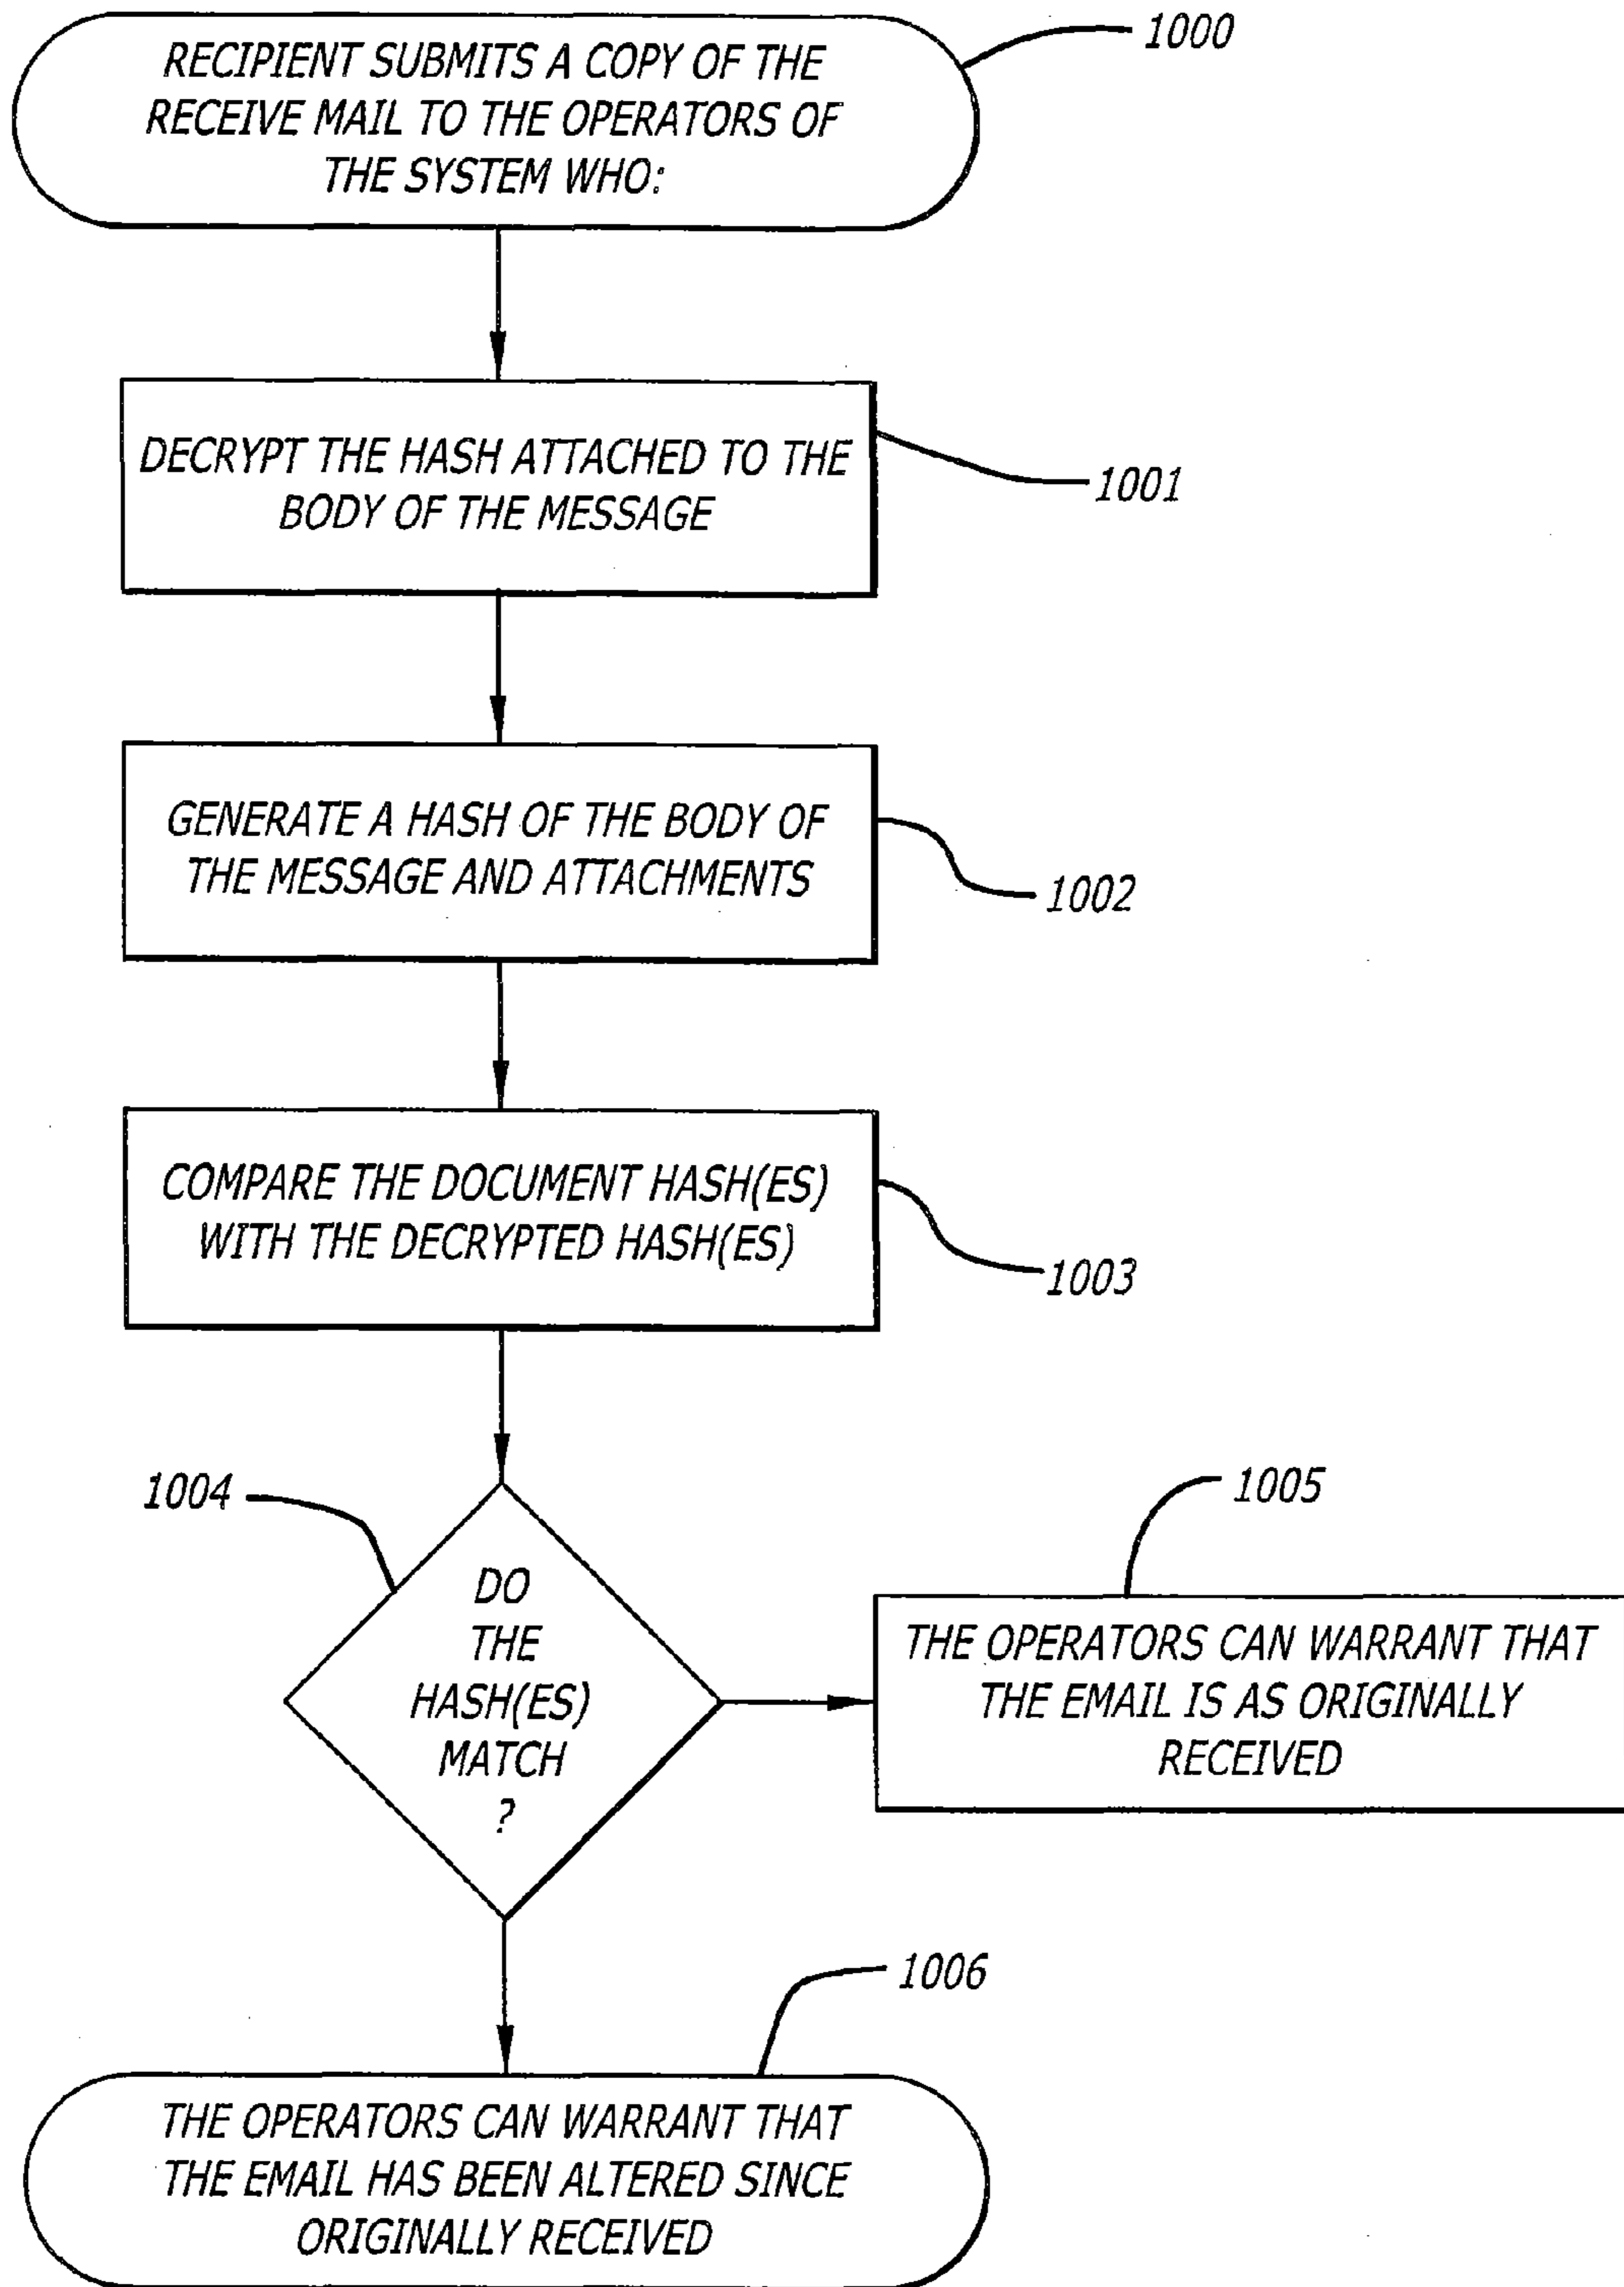 1000
RECIPIENT SUBMITS A COPY OF THE
RECEIVE MAIL TO THE OPERATORS OF
THE SYSTEM WHO:
DECRYPT THE HASH ATTACHED TO THE
BODY OF THE MESSAGE
1001
GENERATE A HASH OF THE BODY OF
THE MESSAGE AND ATTACHMENTS
1002
COMPARE THE DOCUMENT HASH(ES)
WITH THE DECRYPTED HASH(ES)
1003
1004
DO
THE
HASH(ES)
MATCH
?
1005
THE OPERATORS CAN WARRANT THAT
THE EMAIL IS AS ORIGINALLY
RECEIVED
1006
THE OPERATORS CAN WARRANT THAT
THE EMAIL HAS BEEN ALTERED SINCE
ORIGINALLY RECEIVED